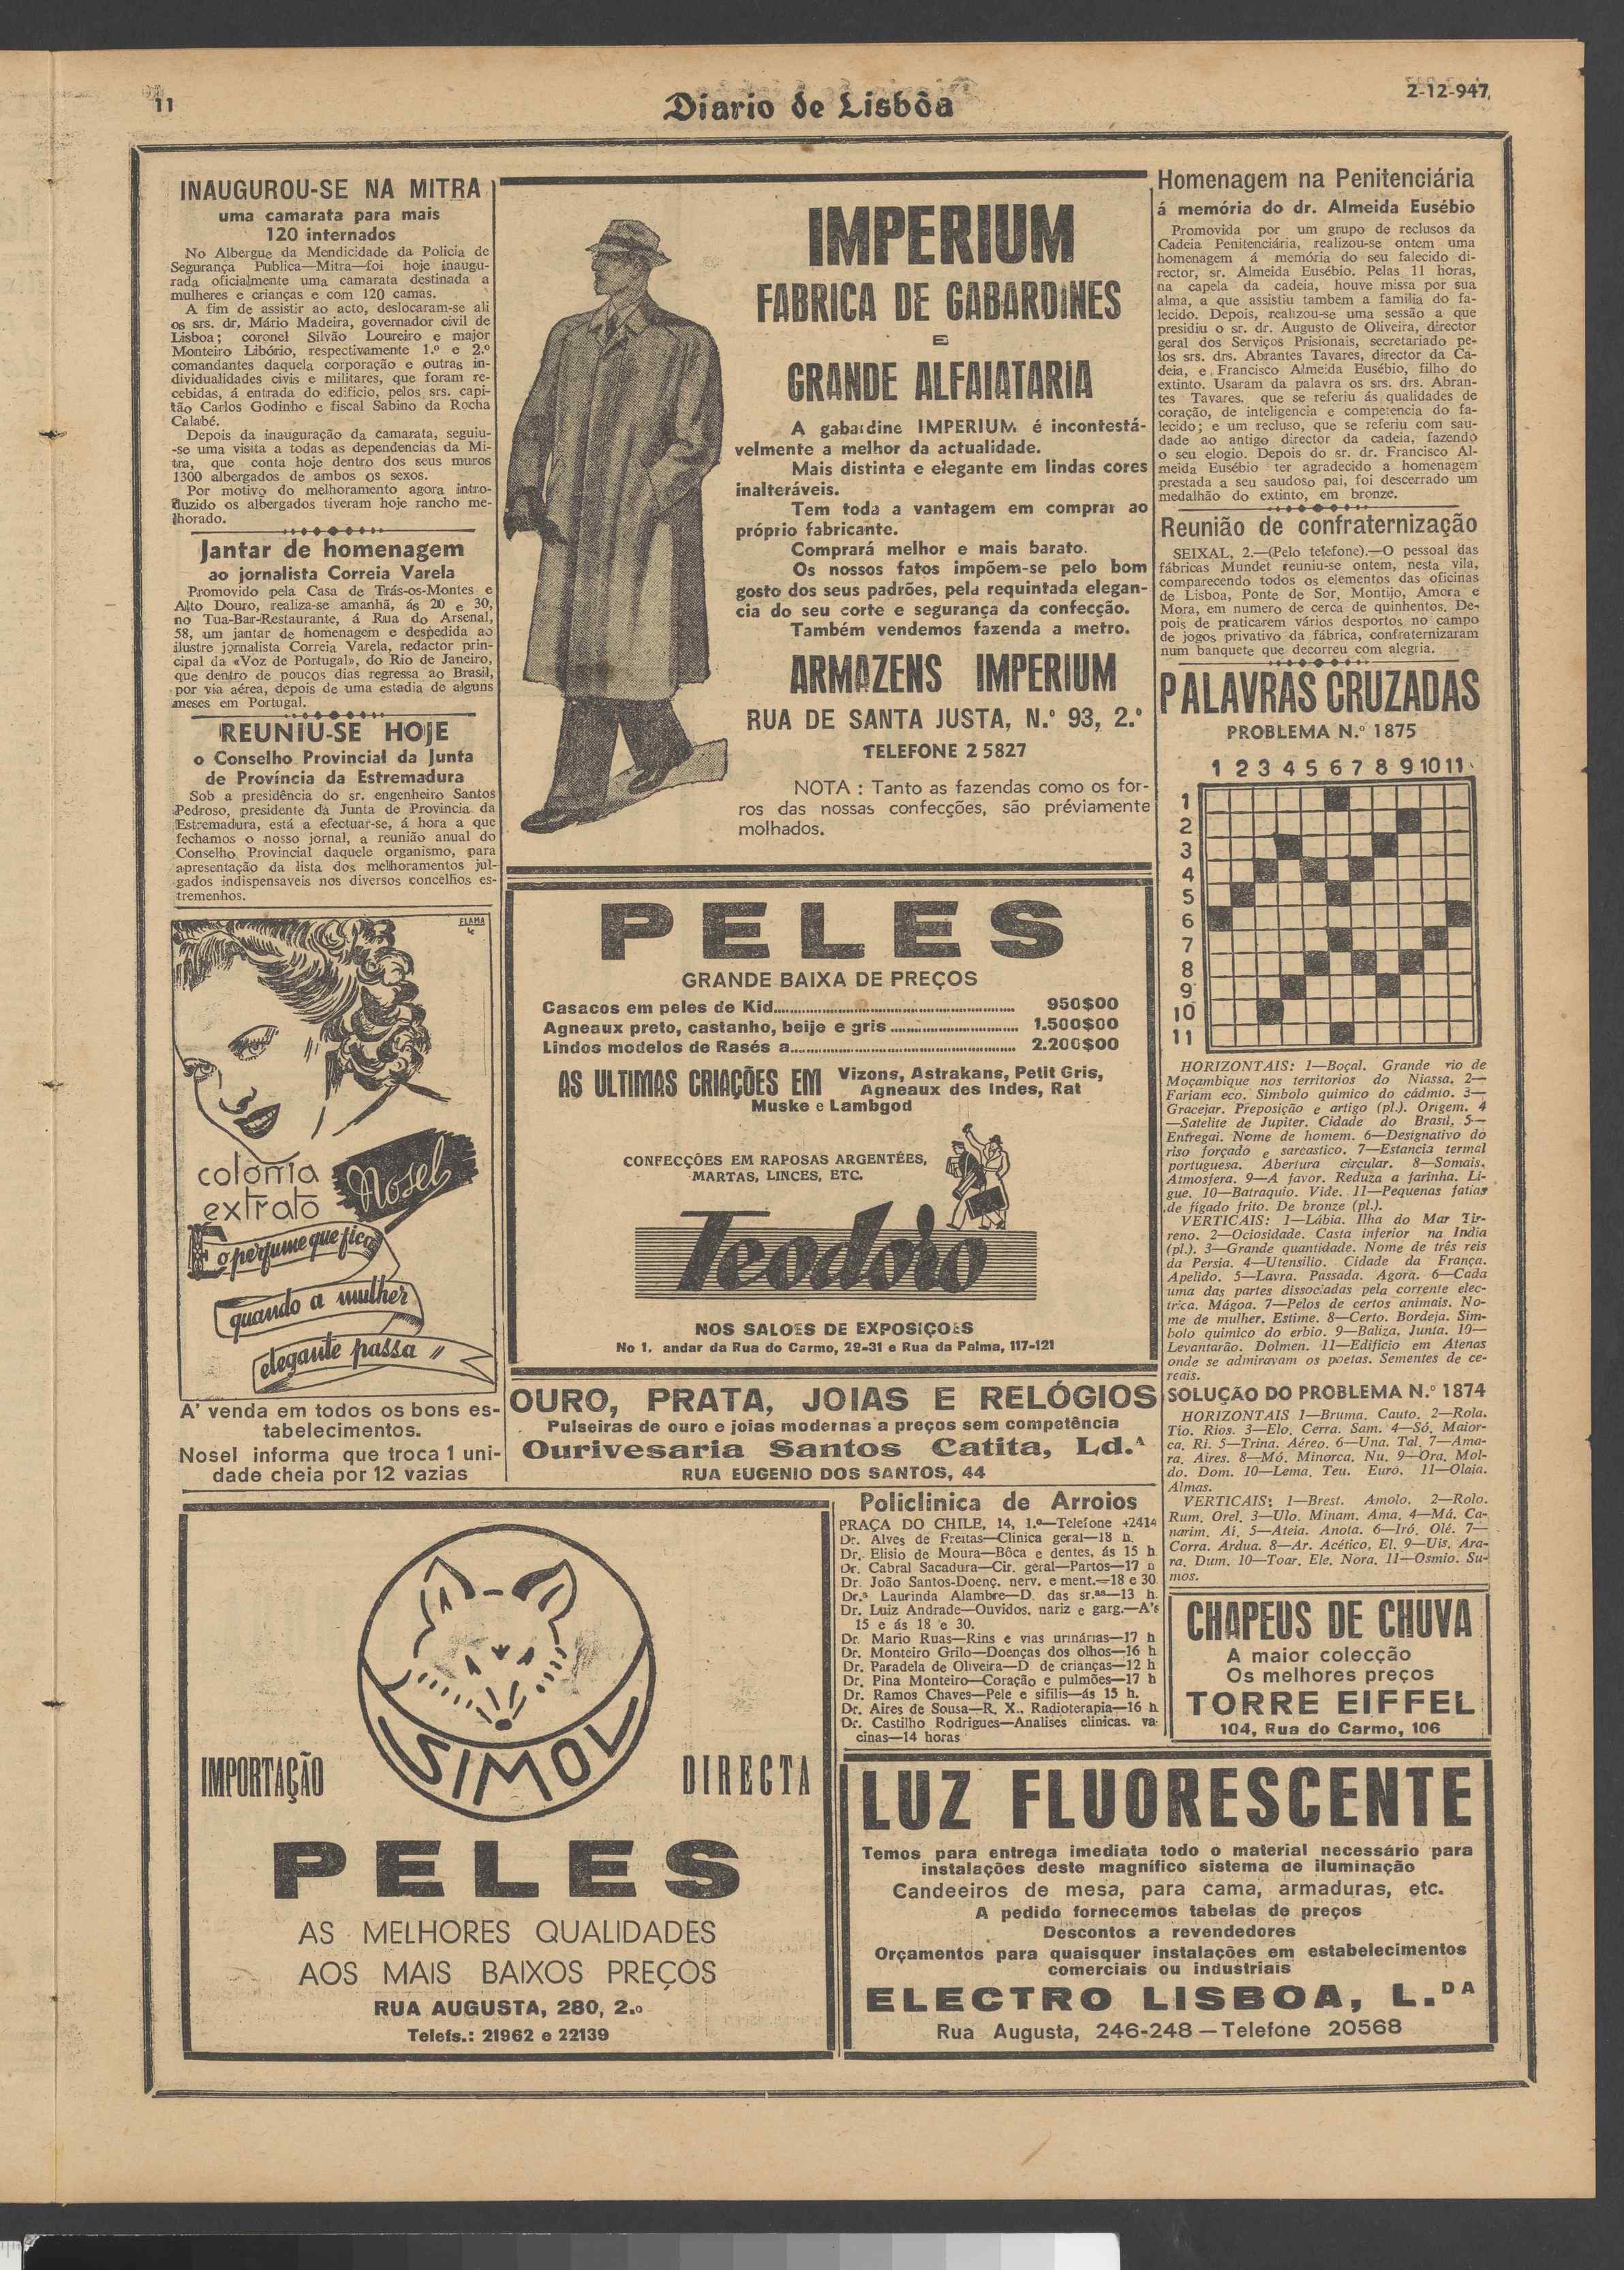 11
Diario de Lisbôa
2-12-947
INAUGUROU-SE NA MITRA
uma camarata para mais
120 internados
No Albergue da Mendicidade da Policia de
Segurança Publica—Mitra—foi hoje inaugu-
rada oficialmente uma camarata destinada a
mulheres e crianças e com 120 camas.
A fim de assistir ao acto, deslocaram-se ali
os srs. dr. Mário Madeira, governador civil de
Lisboa; coronel Silvão Loureiro e major
Monteiro Libório, respectivamente 1.º e 2.º
comandantes daquela corporação e outras in-
dividualidades civis e militares, que foram re-
cebidas, á entrada do edificio, pelos srs. capi-
tão Carlos Godinho e fiscal Sabino da Rocha
Calabé.
Depois da inauguração da camarata, seguiu-
-se uma visita a todas as dependencias da Mi-
tra, que conta hoje dentro dos seus muros
1300 albergados de ambos os sexos.
Por motivo do melhoramento agora intro-
duzido os albergados tiveram hoje rancho me-
lhorado.
Jantar de homenagem
ao jornalista Correia Varela
Promovido pela Casa de Trás-os-Montes e
Alto Douro, realiza-se amanhã, ás 20 e 30,
no Tua-Bar-Restaurante, á Rua do Arsenal,
58, um jantar de homenagem e despedida ao
ilustre jornalista Correia Varela, redactor prin-
cipal da «Voz de Portugal», do Rio de Janeiro,
que dentro de poucos dias regressa ao Brasil,
por via aérea, depois de uma estadia de alguns
meses em Portugal.
REUNIU-SE HOJE
o Conselho Provincial da Junta
de Província da Estremadura
Sob a presidência do sr. engenheiro Santos
Pedroso, presidente da Junta de Provincia da
Estremadura, está a efectuar-se, á hora a que
fechamos o nosso jornal, a reunião anual do
Conselho Provincial daquele organismo, para
apresentação da lista dos melhoramentos jul-
gados indispensaveis nos diversos concelhos es-
tremenhos.
FLAMA
colonia
extrato
Nosel
É o perfume que fica
quando a mulher
elegante passa
A' venda em todos os bons es-
tabelecimentos.
Nosel informa que troca 1 uni-
dade cheia por 12 vazias
IMPERIUM
FABRICA DE GABARDINES
E
GRANDE ALFAIATARIA
A gabardine IMPERIUM é incontestá-
velmente a melhor da actualidade.
Mais distinta e elegante em lindas cores
inalteráveis.
Tem toda a vantagem em comprar ao
próprio fabricante.
Comprará melhor e mais barato.
Os nossos fatos impõem-se pelo bom
gosto dos seus padrões, pela requintada elegan-
cia do seu corte e segurança da confecção.
Também vendemos fazenda a metro.
ARMAZENS IMPERIUM
RUA DE SANTA JUSTA, N.º 93, 2.º
TELEFONE 2 5827
NOTA : Tanto as fazendas como os for-
ros das nossas confecções, são préviamente
molhados.
PELES
GRANDE BAIXA DE PREÇOS
Casacos em peles de Kid 950$00
Agneaux preto, castanho, beije e gris 1.500$00
Lindos modelos de Rasés a 2.200$00
AS ULTIMAS CRIAÇÕES EM Vizons, Astrakans, Petit Gris,
Agneaux des Indes, Rat
Muske e Lambgod
CONFECÇÕES EM RAPOSAS ARGENTÉES,
MARTAS, LINCES, ETC.
Teodoro
NOS SALOES DE EXPOSIÇOES
No 1. andar da Rua do Carmo, 29-31 e Rua da Palma, 117-121
OURO, PRATA, JOIAS E RELÓGIOS
Pulseiras de ouro e joias modernas a preços sem competência
Ourivesaria Santos Catita, Ld.ª
RUA EUGENIO DOS SANTOS, 44
Homenagem na Penitenciária
á memória do dr. Almeida Eusébio
Promovida por um grupo de reclusos da
Cadeia Penitenciária, realizou-se ontem uma
homenagem á memória do seu falecido di-
rector, sr. Almeida Eusébio. Pelas 11 horas,
na capela da cadeia, houve missa por sua
alma, a que assistiu tambem a familia do fa-
lecido. Depois, realizou-se uma sessão a que
presidiu o sr. dr. Augusto de Oliveira, director
geral dos Serviços Prisionais, secretariado pe-
los srs. drs. Abrantes Tavares, director da Ca-
deia, e Francisco Almeida Eusébio, filho do
extinto. Usaram da palavra os srs. drs. Abran-
tes Tavares, que se referiu ás qualidades de
coração, de inteligencia e competencia do fa-
lecido; e um recluso, que se referiu com sau-
dade ao antigo director da cadeia, fazendo
o seu elogio. Depois do sr. dr. Francisco Al-
meida Eusébio ter agradecido a homenagem
prestada a seu saudoso pai, foi descerrado um
medalhão do extinto, em bronze.
Reunião de confraternização
SEIXAL, 2.—(Pelo telefone).—O pessoal das
fábricas Mundet reuniu-se ontem, nesta vila,
comparecendo todos os elementos das oficinas
de Lisboa, Ponte de Sor, Montijo, Amora e
Mora, em numero de cerca de quinhentos. De-
pois de praticarem vários desportos no campo
de jogos privativo da fábrica, confraternizaram
num banquete que decorreu com alegria.
PALAVRAS CRUZADAS
PROBLEMA N.º 1875
1 2 3 4 5 6 7 8 9 10 11
1
2
3
4
5
6
7
8
9
10
11
HORIZONTAIS: 1—Boçal. Grande rio de
Moçambique nos territorios do Niassa. 2—
Fariam eco. Simbolo quimico do cádmio. 3—
Gracejar. Preposição e artigo (pl.). Origem. 4
—Satelite de Jupiter. Cidade do Brasil. 5—
Entregai. Nome de homem. 6—Designativo do
riso forçado e sarcastico. 7—Estancia termal
portuguesa. Abertura circular. 8—Somais.
Atmosfera. 9—A favor. Reduza a farinha. Li-
gue. 10—Batraquio. Vide. 11—Pequenas fatias
de figado frito. De bronze (pl.).
VERTICAIS: 1—Lábia. Ilha do Mar Tir-
reno. 2—Ociosidade. Casta inferior na India
(pl.). 3—Grande quantidade. Nome de três reis
da Persia. 4—Utensilio. Cidade da França.
Apelido. 5—Lavra. Passada. Agora. 6—Cada
uma das partes dissociadas pela corrente elec-
trica. Mágoa. 7—Pelos de certos animais. No-
me de mulher. Estime. 8—Certo. Bordeja. Sim-
bolo quimico do erbio. 9—Baliza. Junta. 10—
Levantarão. Dolmen. 11—Edificio em Atenas
onde se admiravam os poetas. Sementes de ce-
reais.
SOLUÇÃO DO PROBLEMA N.º 1874
HORIZONTAIS 1—Bruma. Cauto. 2—Rola.
Tio. Rios. 3—Elo. Cerra. Sam. 4—Só. Maior-
ca. Ri. 5—Trina. Aéreo. 6—Una. Tal. 7—Ama-
ra. Aires. 8—Mó. Minorca. Nu. 9—Ora. Mol-
do. Dom. 10—Lema. Teu. Euro. 11—Olaia.
Almas.
VERTICAIS: 1—Brest. Amolo. 2—Rolo.
Rum. Orel. 3—Ulo. Minam. Ama. 4—Má. Ca-
narim. Ai. 5—Ateia. Anota. 6—Iró. Olé. 7—
Corra. Ardua. 8—Ar. Acético. El. 9—Uis. Ara-
ra. Dum. 10—Toar. Ele. Nora. 11—Osmio. Su-
mos.
IMPORTAÇÃO
SIMOL
DIRECTA
PELES
AS MELHORES QUALIDADES
AOS MAIS BAIXOS PREÇOS
RUA AUGUSTA, 280, 2.º
Telefs.: 21962 e 22139
Policlinica de Arroios
PRAÇA DO CHILE, 14, 1.º—Telefone 42414
Dr. Alves de Freitas—Clinica geral—18 h.
Dr. Elisio de Moura—Bôca e dentes, ás 15 h
Dr. Cabral Sacadura—Cir. geral—Partos—17 h
Dr. João Santos-Doenç. nerv. e ment.—18 e 30
Dr.ª Laurinda Alambre—D. das sr.ªs—13 h.
Dr. Luiz Andrade—Ouvidos, nariz e garg.—A's
15 e ás 18 e 30.
Dr. Mario Ruas—Rins e vias urinárias—17 h
Dr. Monteiro Grilo—Doenças dos olhos—16 h
Dr. Paradela de Oliveira—D. de crianças—12 h
Dr. Pina Monteiro—Coração e pulmões—17 h
Dr. Ramos Chaves—Pele e sifilis—ás 15 h.
Dr. Aires de Sousa—R. X., Radioterapia—16 h
Dr. Castilho Rodrigues—Analises clinicas. va-
cinas—14 horas
CHAPEUS DE CHUVA
A maior colecção
Os melhores preços
TORRE EIFFEL
104, Rua do Carmo, 106
LUZ FLUORESCENTE
Temos para entrega imediata todo o material necessário para
instalações deste magnífico sistema de iluminação
Candeeiros de mesa, para cama, armaduras, etc.
A pedido fornecemos tabelas de preços
Descontos a revendedores
Orçamentos para quaisquer instalações em estabelecimentos
comerciais ou industriais
ELECTRO LISBOA, L.DA
Rua Augusta, 246-248—Telefone 20568